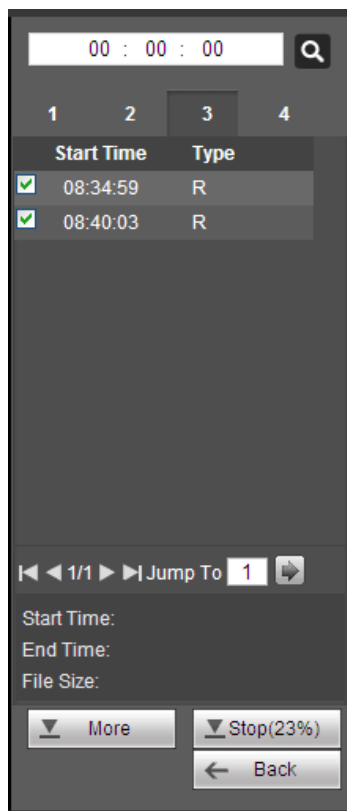 00 : 00 : 00
1 2 3 4
Start Time Type
08:34:59 R
08:40:03 R
1/1 Jump To 1
Start Time:
End Time:
File Size:
More Stop(23%)
Back